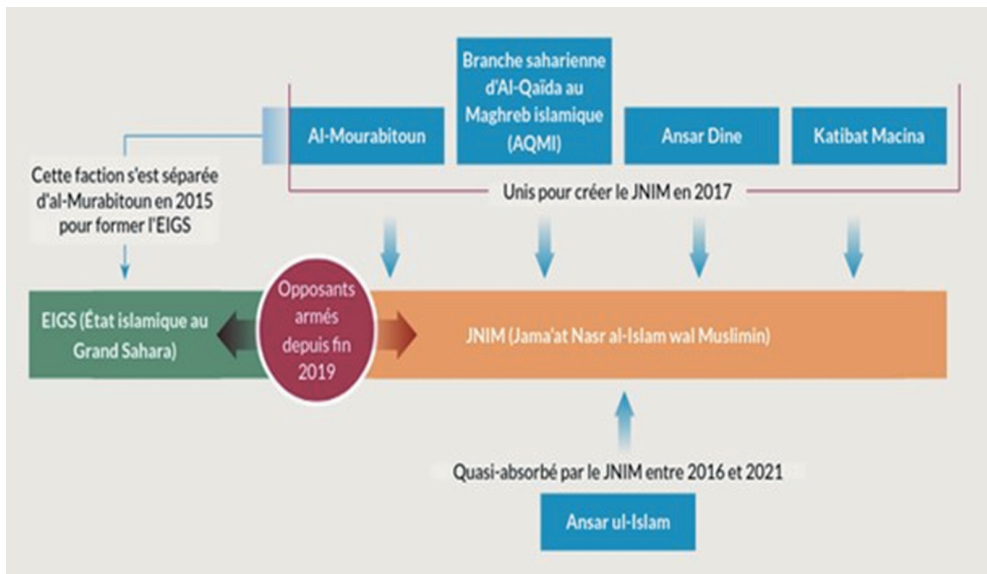 Branche saharienne
d'Al-Qaïda au
Maghreb islamique
(AQMI)
Al-Mourabitoun
Ansar Dine
Katibat Macina
Cette faction s'est séparée
d'al-Murabitoun en 2015
pour former l'EIGS
Unis pour créer le JNIM en 2017
EIGS (État islamique au
Grand Sahara)
Opposants
armés
depuis fin
2019
JNIM (Jama'at Nasr al-Islam wal Muslimin)
Quasi-absorbé par le JNIM entre 2016 et 2021
Ansar ul-Islam